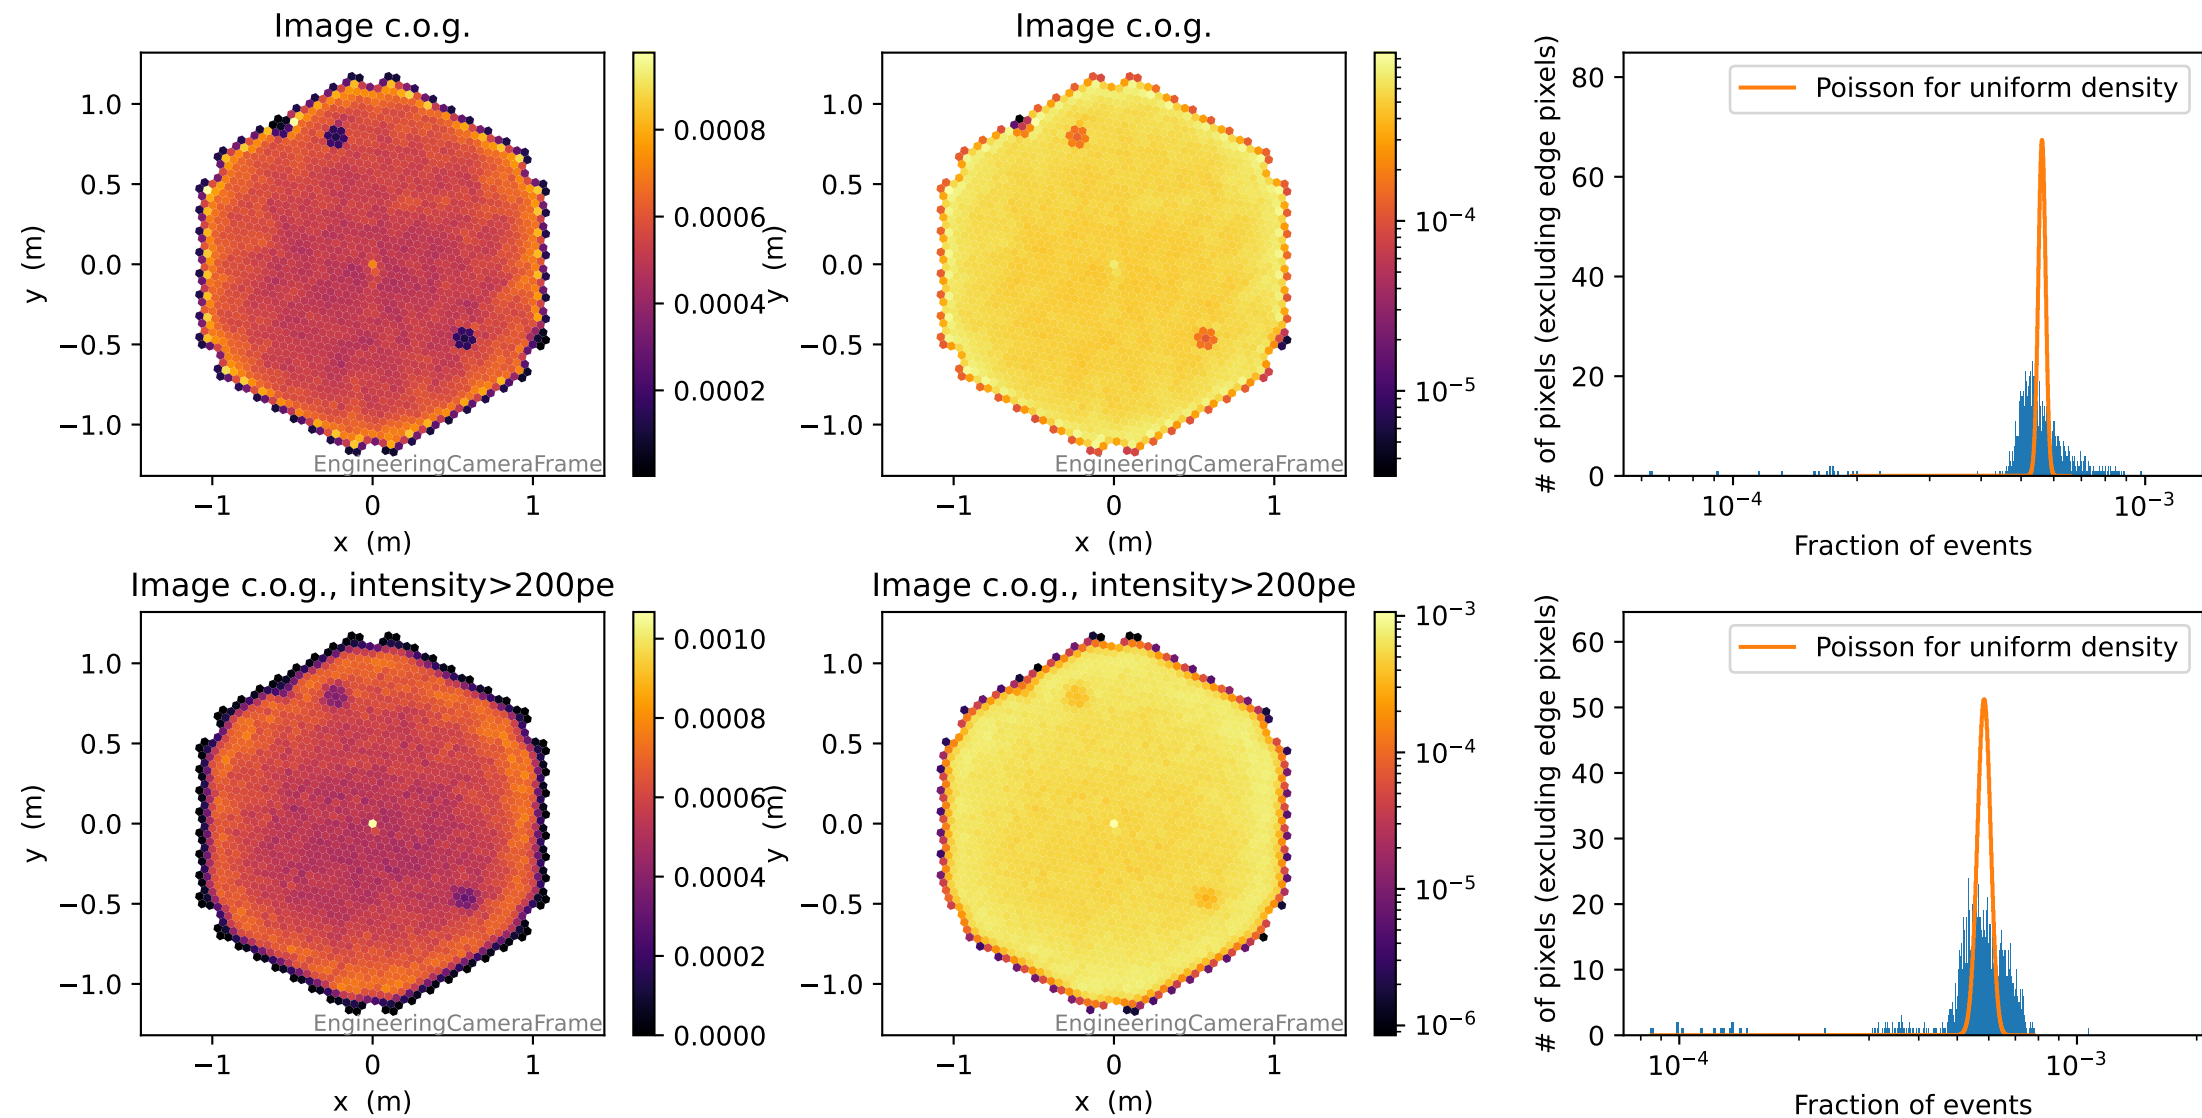 Image c.o.g.
1.0
0.5
0.0
−0.5
−1.0
y (m)
−1
0
1
x (m)
EngineeringCameraFrame
0.0008
0.0006
0.0004
0.0002
Image c.o.g.
1.0
0.5
0.0
−0.5
−1.0
y (m)
−1
0
1
x (m)
EngineeringCameraFrame
10⁻⁴
10⁻⁵
Poisson for uniform density
80
60
40
20
0
# of pixels (excluding edge pixels)
10⁻⁴
10⁻³
Fraction of events
Image c.o.g., intensity>200pe
1.0
0.5
0.0
−0.5
−1.0
y (m)
−1
0
1
x (m)
EngineeringCameraFrame
0.0010
0.0008
0.0006
0.0004
0.0002
0.0000
Image c.o.g., intensity>200pe
1.0
0.5
0.0
−0.5
−1.0
y (m)
−1
0
1
x (m)
EngineeringCameraFrame
10⁻³
10⁻⁴
10⁻⁵
10⁻⁶
Poisson for uniform density
60
50
40
30
20
10
0
# of pixels (excluding edge pixels)
10⁻⁴
10⁻³
Fraction of events